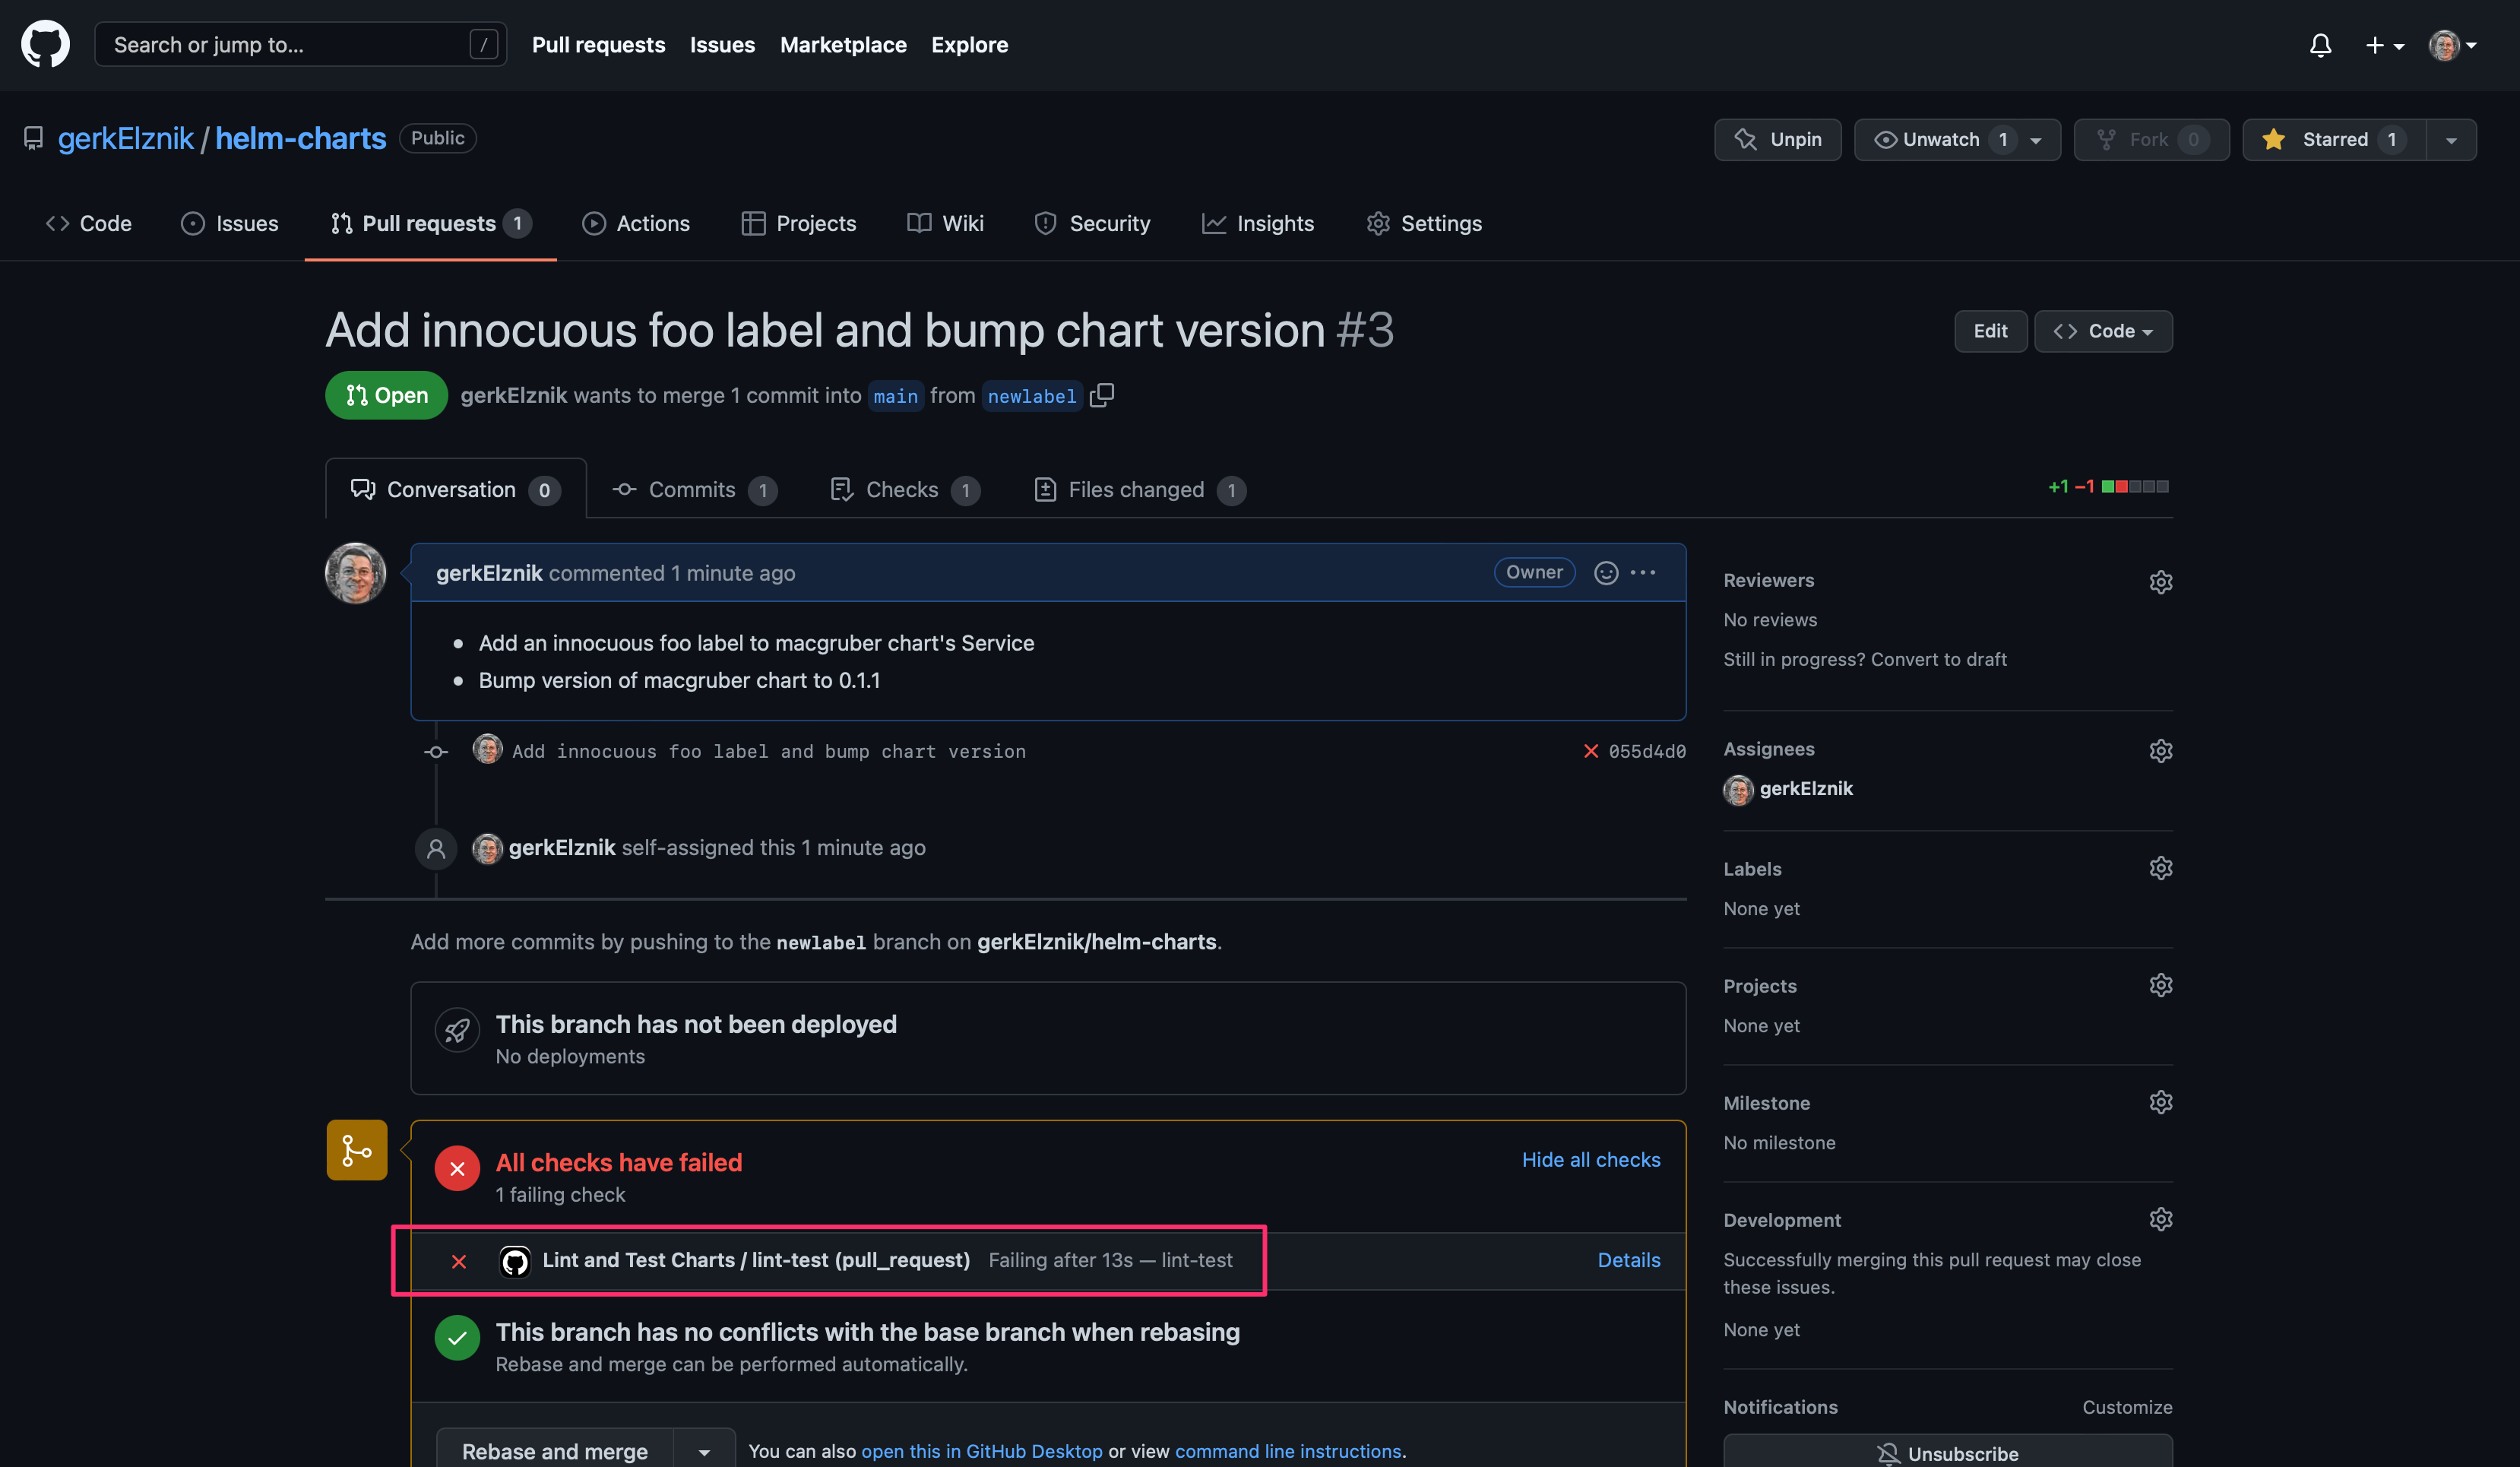 Search or jump to... /
Pull requests Issues Marketplace Explore
gerkElznik / helm-charts Public
Unpin Unwatch 1 Fork 0 Starred 1
Code Issues Pull requests 1 Actions Projects Wiki Security Insights Settings
Add innocuous foo label and bump chart version #3
Edit Code
Open gerkElznik wants to merge 1 commit into main from newlabel
Conversation 0 Commits 1 Checks 1 Files changed 1
+1 −1
gerkElznik commented 1 minute ago Owner
Add an innocuous foo label to macgruber chart's Service
Bump version of macgruber chart to 0.1.1
Add innocuous foo label and bump chart version 055d4d0
gerkElznik self-assigned this 1 minute ago
Add more commits by pushing to the newlabel branch on gerkElznik/helm-charts.
This branch has not been deployed
No deployments
All checks have failed
1 failing check
Hide all checks
Lint and Test Charts / lint-test (pull_request) Failing after 13s — lint-test Details
This branch has no conflicts with the base branch when rebasing
Rebase and merge can be performed automatically.
Rebase and merge You can also open this in GitHub Desktop or view command line instructions.
Reviewers
No reviews
Still in progress? Convert to draft
Assignees
gerkElznik
Labels
None yet
Projects
None yet
Milestone
No milestone
Development
Successfully merging this pull request may close
these issues.
None yet
Notifications Customize
Unsubscribe